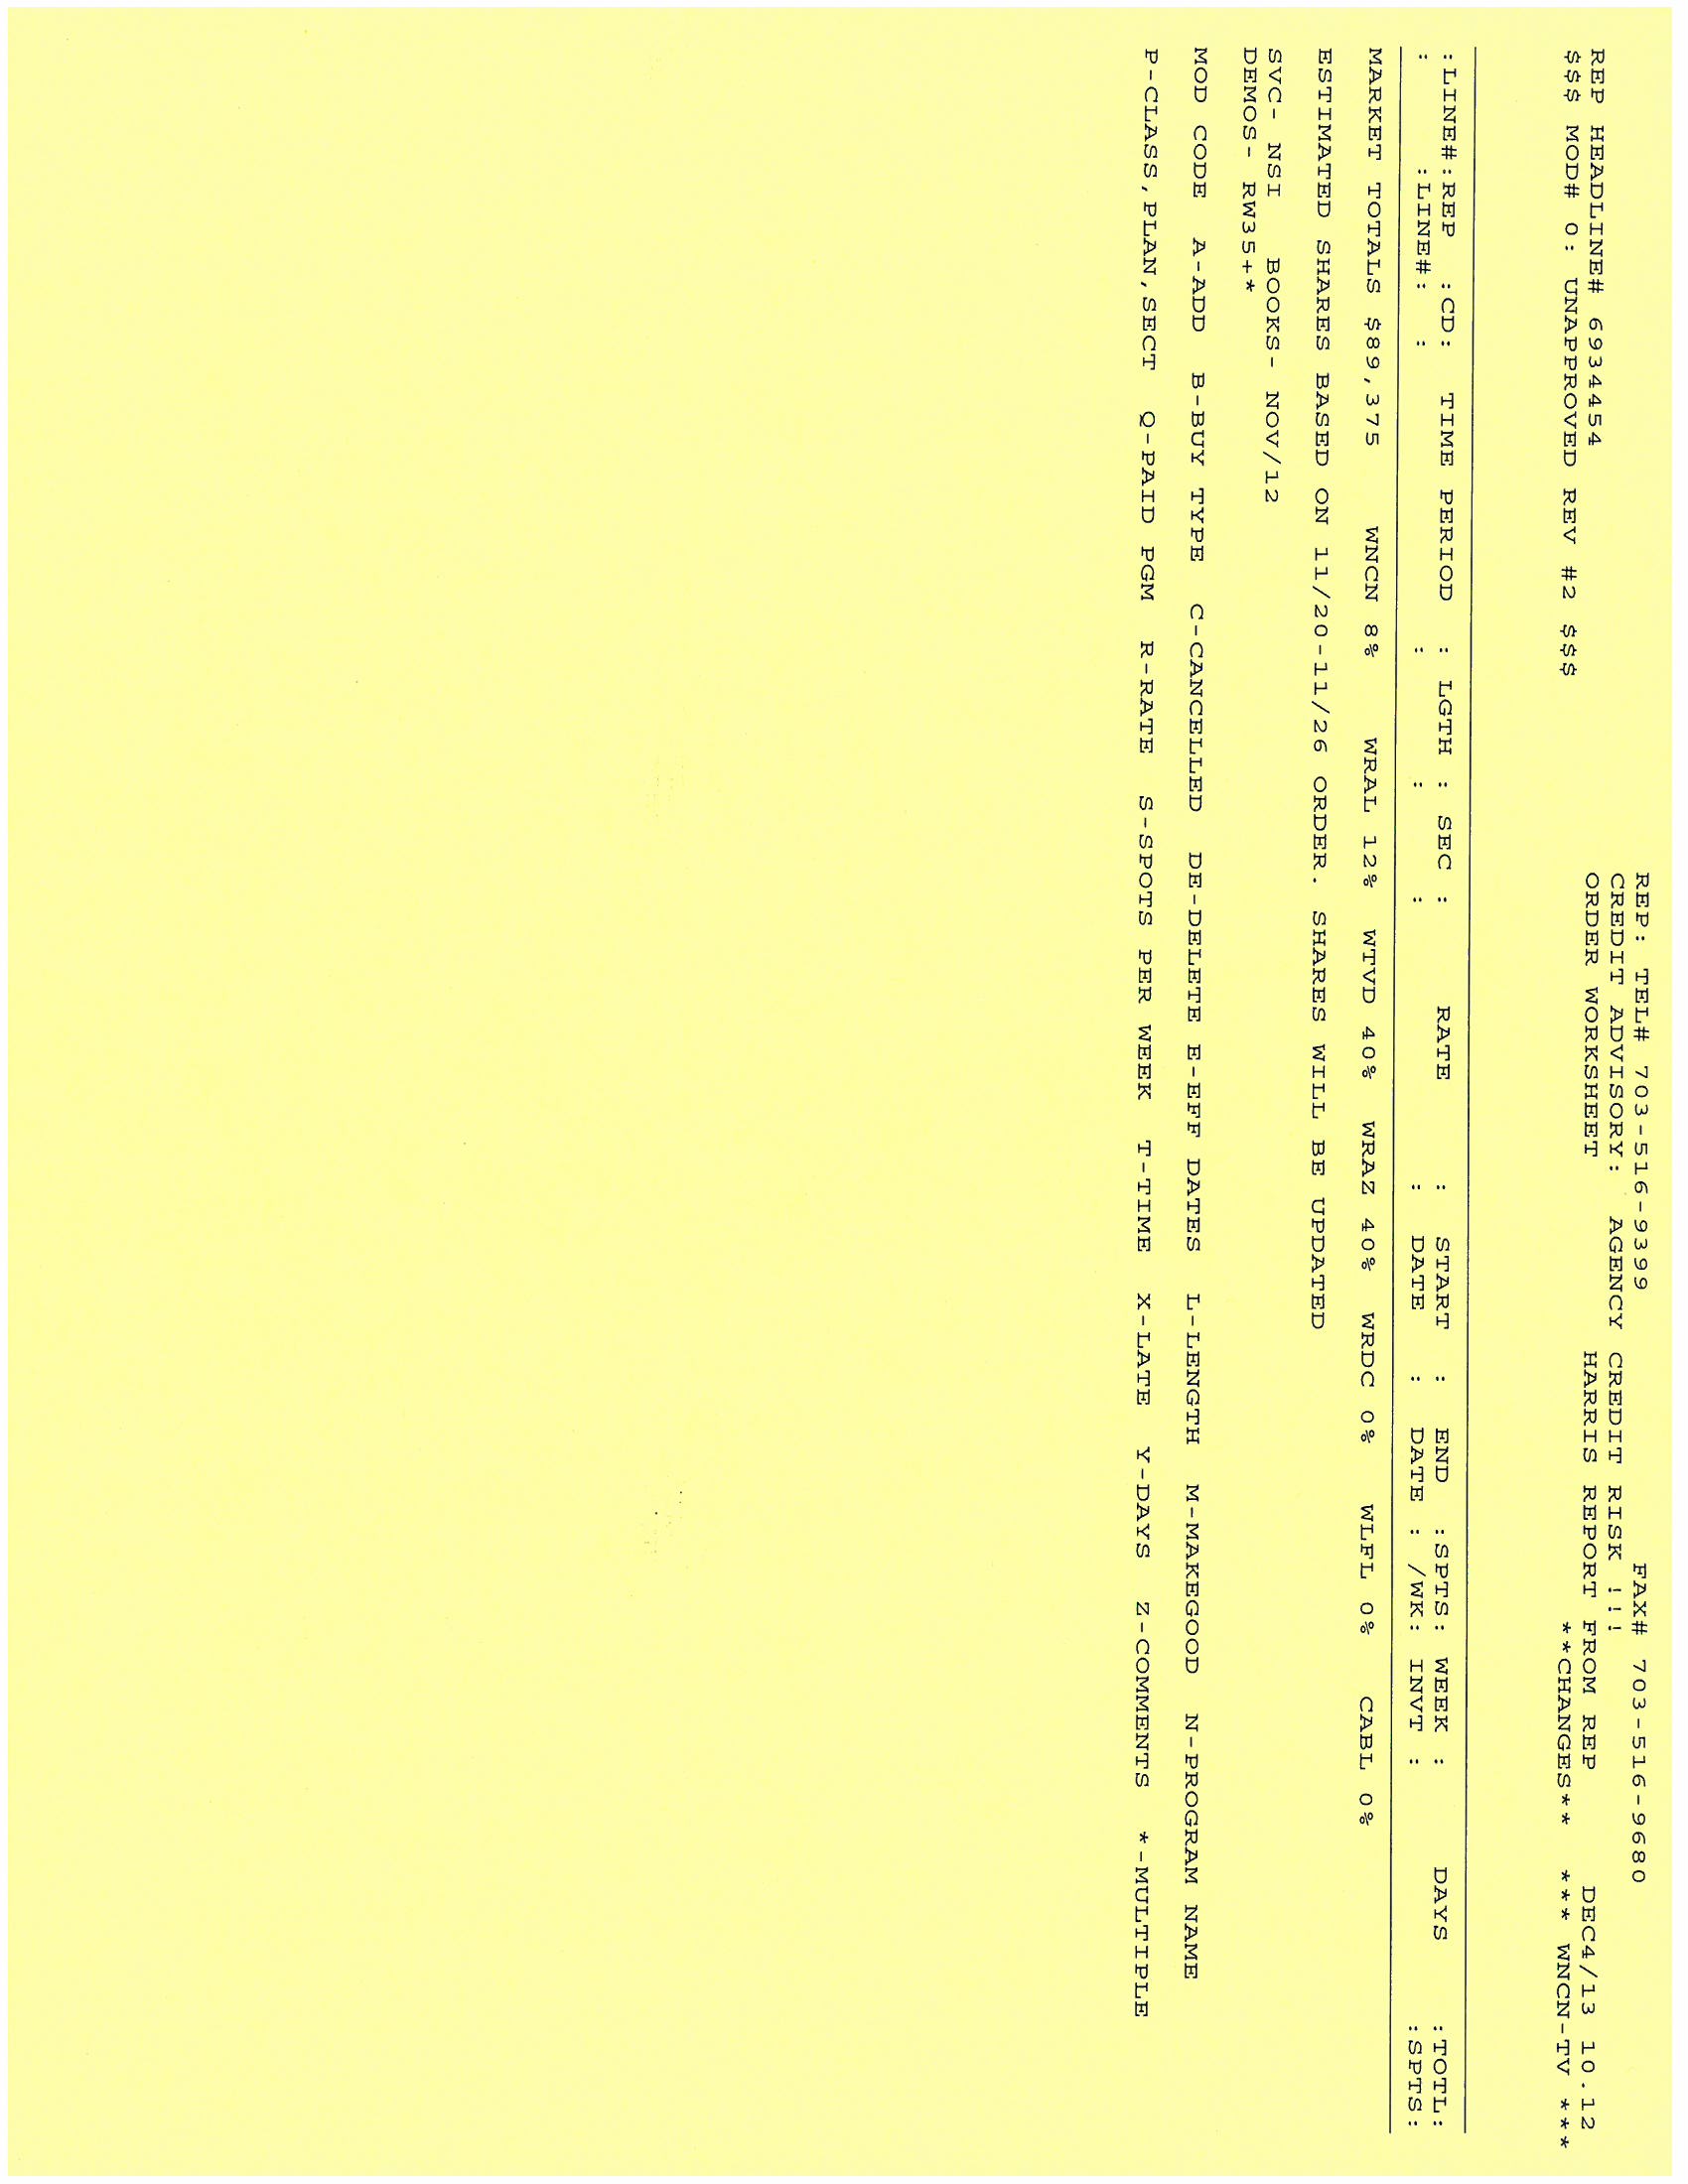 REP: TEL# 703-516-9399 FAX# 703-516-9680
CREDIT ADVISORY: AGENCY CREDIT RISK !!!
REP HEADLINE# 6934454 ORDER WORKSHEET HARRIS REPORT FROM REP DEC4/13 10.12
$$$ MOD# 0: UNAPPROVED REV #2 $$$ **CHANGES** *** WNCN-TV ***
:LINE#:REP :CD: TIME PERIOD : LGTH : SEC : RATE : START : END :SPTS: WEEK : DAYS :TOTL:
: :LINE#: : : : : : DATE : DATE : /WK: INVT : :SPTS:
MARKET TOTALS $89,375 WNCN 8% WRAL 12% WTVD 40% WRAZ 40% WRDC 0% WLFL 0% CABL 0%
ESTIMATED SHARES BASED ON 11/20-11/26 ORDER. SHARES WILL BE UPDATED
SVC- NSI BOOKS- NOV/12
DEMOS- RW35+*
MOD CODE A-ADD B-BUY TYPE C-CANCELLED DE-DELETE E-EFF DATES L-LENGTH M-MAKEGOOD N-PROGRAM NAME
P-CLASS,PLAN,SECT Q-PAID PGM R-RATE S-SPOTS PER WEEK T-TIME X-LATE Y-DAYS Z-COMMENTS *-MULTIPLE